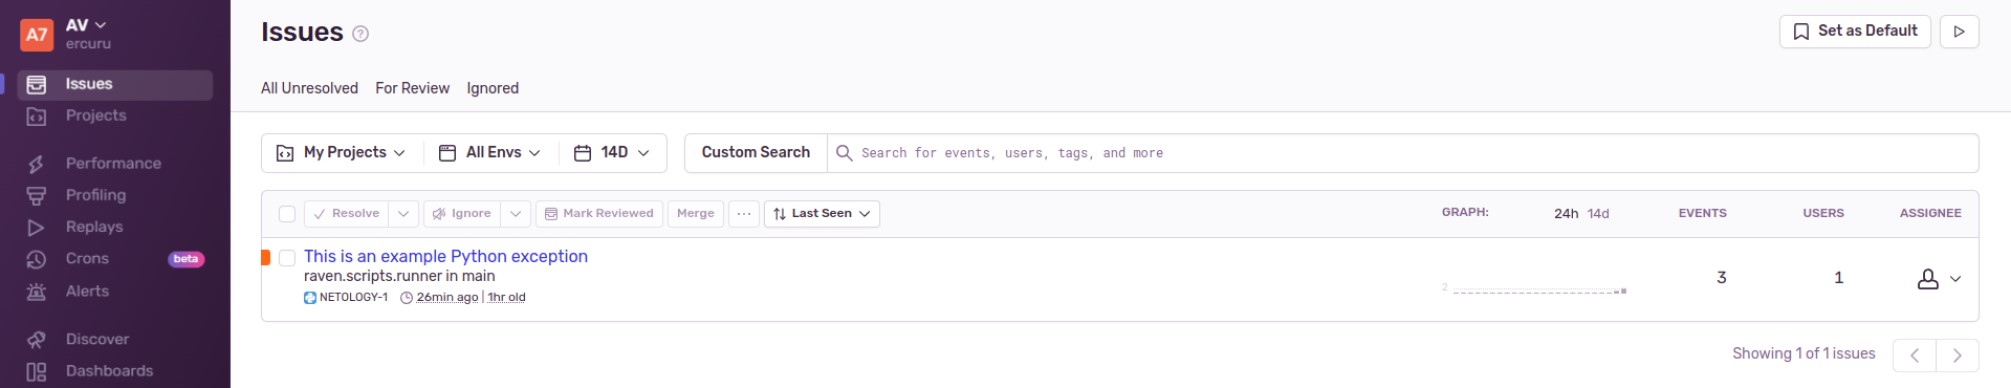 A7
AV
ercuru
Issues
Projects
Performance
Profiling
Replays
Crons beta
Alerts
Discover
Dashboards
Issues ?
Set as Default
All Unresolved For Review Ignored
My Projects All Envs 14D Custom Search Search for events, users, tags, and more
Resolve Ignore Mark Reviewed Merge ... Last Seen GRAPH: 24h 14d EVENTS USERS ASSIGNEE
This is an example Python exception
raven.scripts.runner in main
NETOLOGY-1 26min ago | 1hr old
2
3 1
Showing 1 of 1 issues